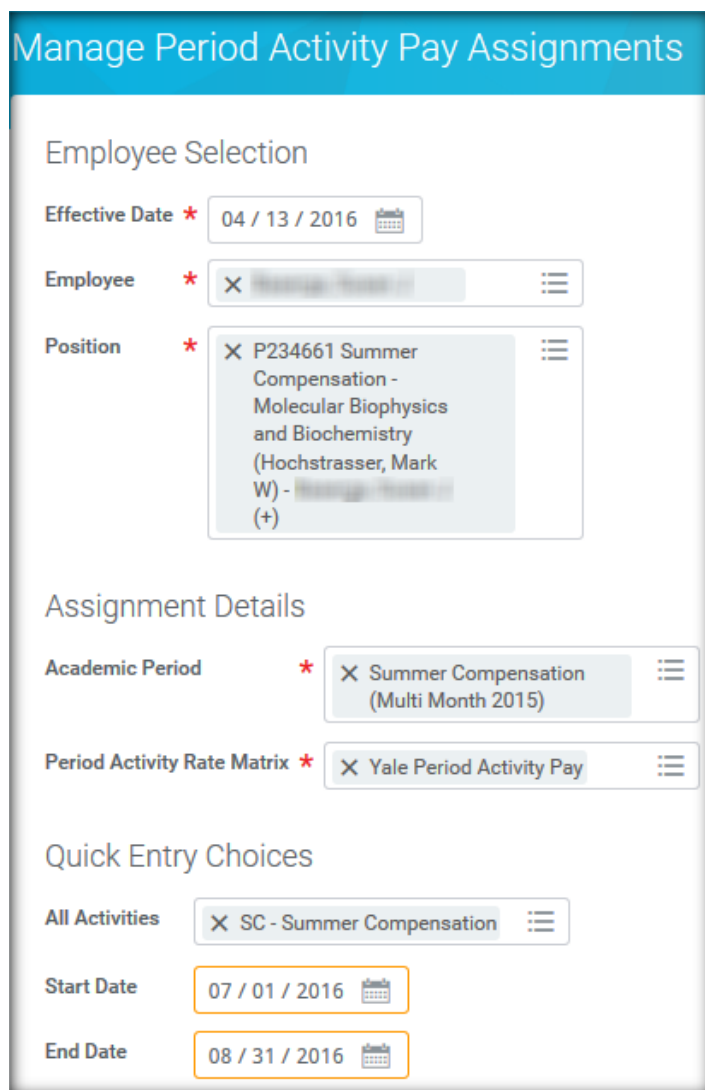 Manage Period Activity Pay Assignments
Employee Selection
Effective Date * 04 / 13 / 2016
Employee *
Position * P234661 Summer
Compensation -
Molecular Biophysics
and Biochemistry
(Hochstrasser, Mark
W) -
(+)
Assignment Details
Academic Period * Summer Compensation
(Multi Month 2015)
Period Activity Rate Matrix * Yale Period Activity Pay
Quick Entry Choices
All Activities SC - Summer Compensation
Start Date 07 / 01 / 2016
End Date 08 / 31 / 2016